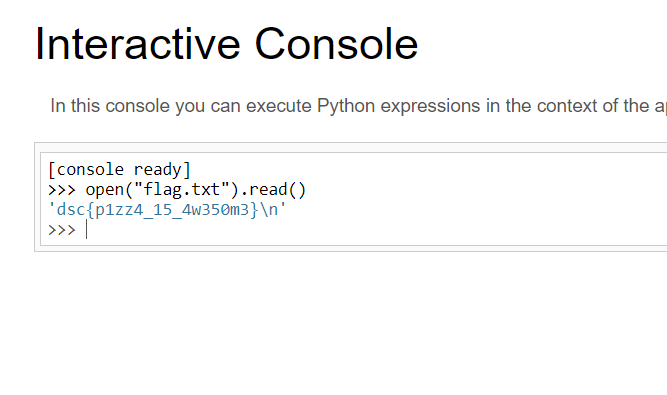 Interactive Console
In this console you can execute Python expressions in the context of the
[console ready]
>>> open("flag.txt").read()
'dsc{p1zz4_15_4w350m3}\n'
>>>